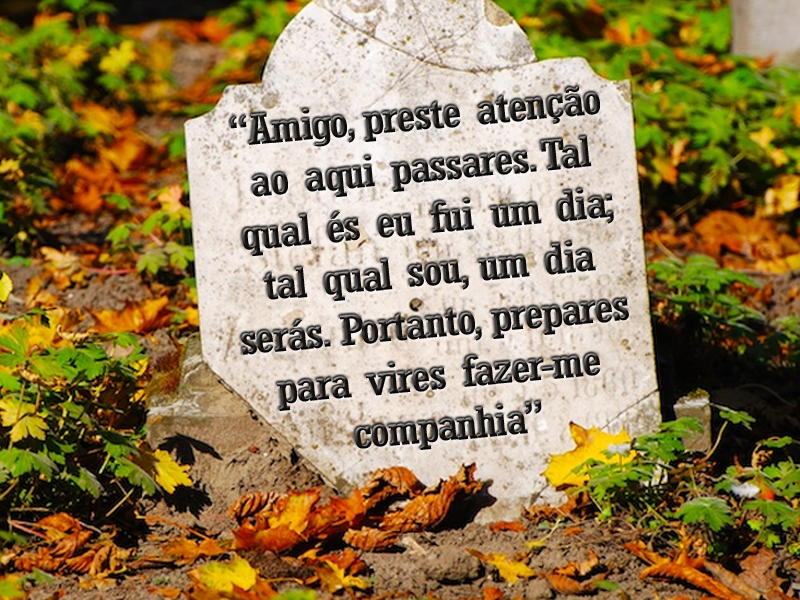 “Amigo, preste atenção
ao aqui passares. Tal
qual és eu fui um dia;
tal qual sou, um dia
serás. Portanto, prepares
para vires fazer-me
companhia”